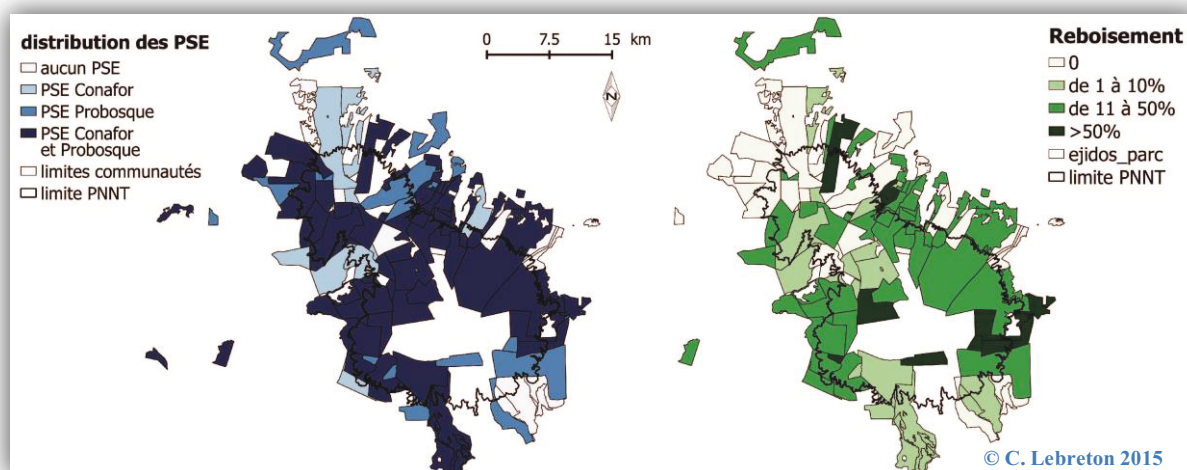 distribution des PSE
aucun PSE
PSE Conafor
PSE Probosque
PSE Conafor
et Probosque
limites communautés
limite PNNT
0 7.5 15 km
N
Reboisement
0
de 1 à 10%
de 11 à 50%
>50%
ejidos_parc
limite PNNT
© C. Lebreton 2015